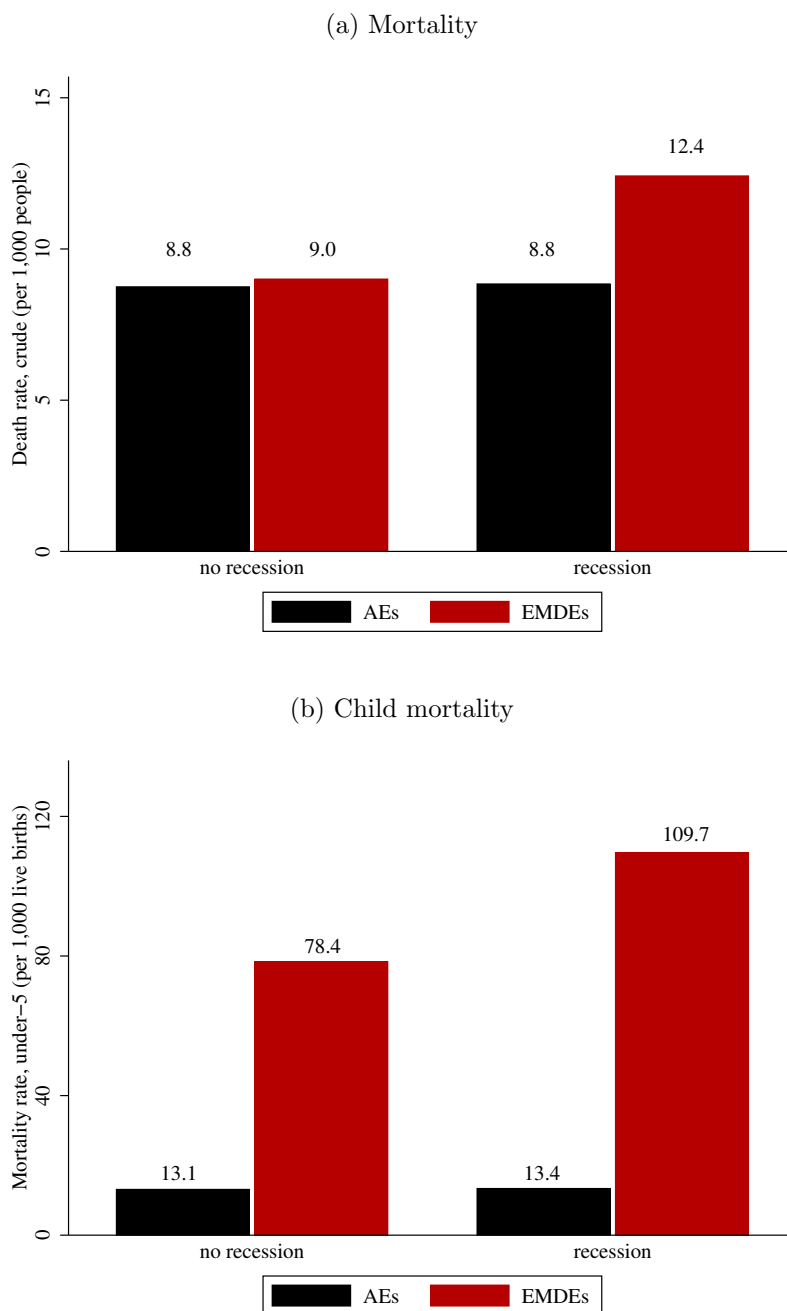 (a) Mortality
Death rate, crude (per 1,000 people)
15
10
5
0
8.8
9.0
8.8
12.4
no recession
recession
AEs
EMDEs
(b) Child mortality
Mortality rate, under−5 (per 1,000 live births)
120
80
40
0
13.1
78.4
13.4
109.7
no recession
recession
AEs
EMDEs